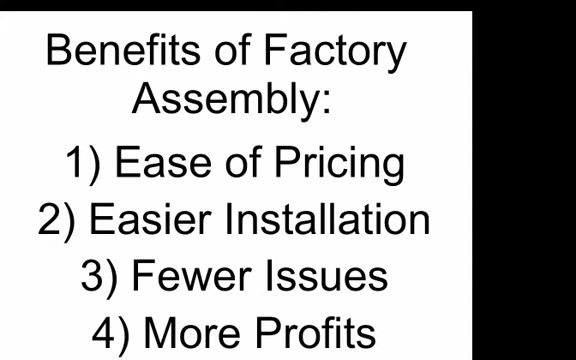 Benefits of Factory
Assembly:
1) Ease of Pricing
2) Easier Installation
3) Fewer Issues
4) More Profits